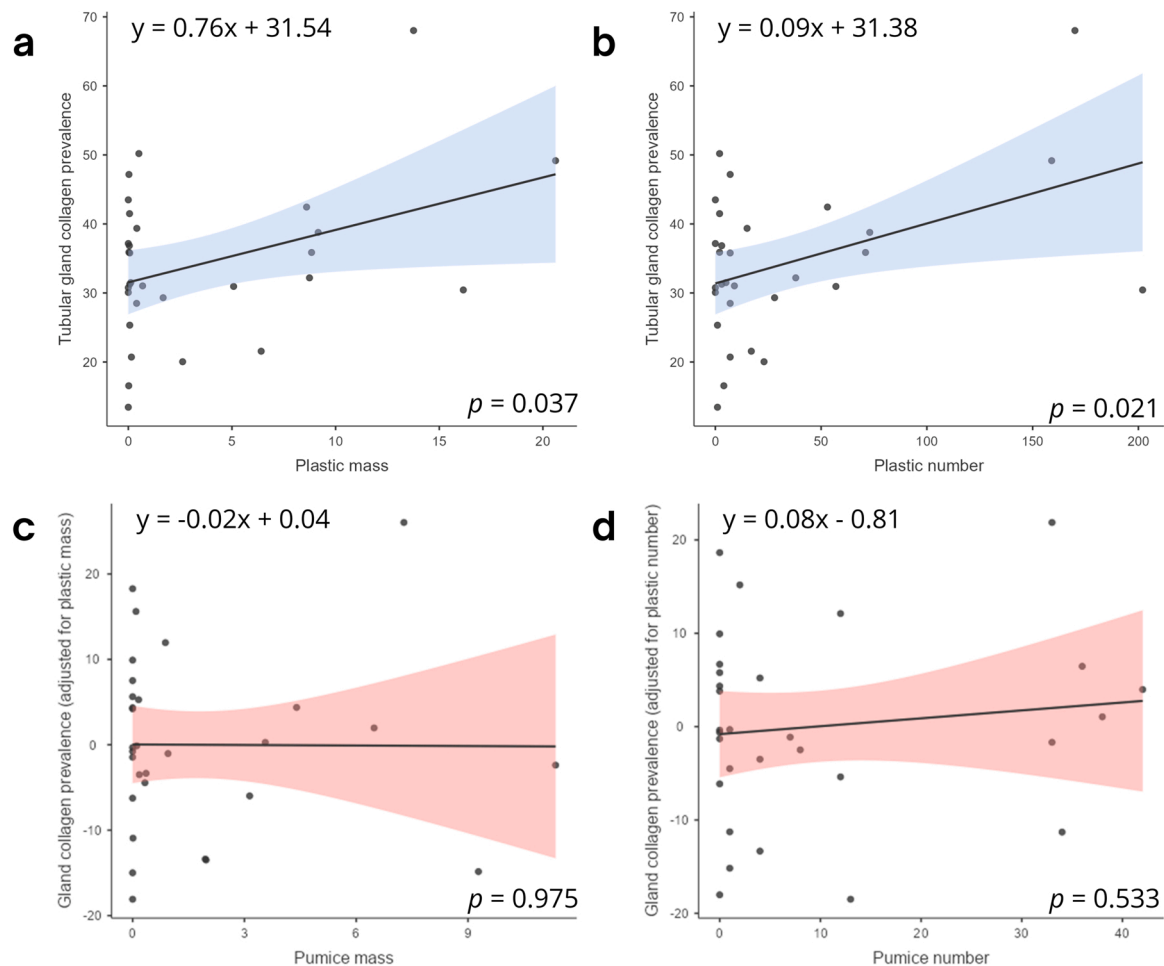 a
y = 0.76x + 31.54
70
60
50
40
30
20
Tubular gland collagen prevalence
p = 0.037
0 5 10 15 20
Plastic mass
b
y = 0.09x + 31.38
70
60
50
40
30
20
Tubular gland collagen prevalence
p = 0.021
0 50 100 150 200
Plastic number
c
y = -0.02x + 0.04
20
10
0
-10
-20
Gland collagen prevalence (adjusted for plastic mass)
p = 0.975
0 3 6 9
Pumice mass
d
y = 0.08x - 0.81
20
10
0
-10
-20
Gland collagen prevalence (adjusted for plastic number)
p = 0.533
0 10 20 30 40
Pumice number